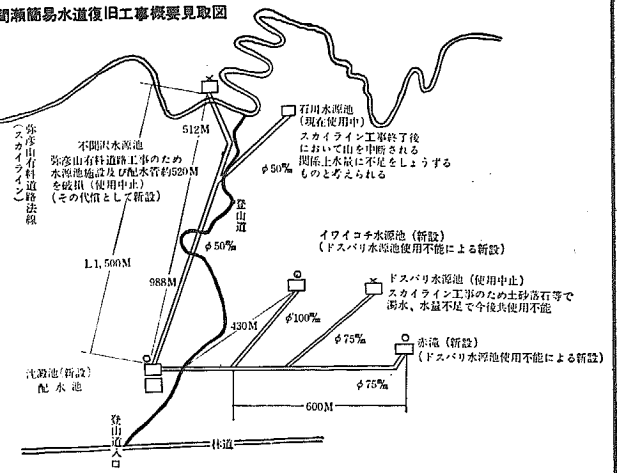 間瀬簡易水道復旧工事概要見取図
石川水源池
(現在使用中)
スカイライン工事終了後
において山を中断される
関係上水量に不足をしょうずる
ものと考えられる
512M
φ50㎜
不聞沢水源池
弥彦山有料道路工事のため
水源池施設及び配水管約520M
を破損(使用中止)
(その代償として新設)
弥彦山有料道路法線
(スカイライン)
登山道
φ50㎜
L1,500M
988M
イワイコチ水源池(新設)
(ドスバリ水源池使用不能による新設)
ドスバリ水源池(使用中止)
スカイライン工事のため土砂落石等で
濁水、水量不足で今後共使用不能
φ100㎜
430M
φ75㎜
赤滝(新設)
(ドスバリ水源池使用不能による新設)
φ75㎜
沈澱池(新設)
配水池
600M
登山道入口
林道